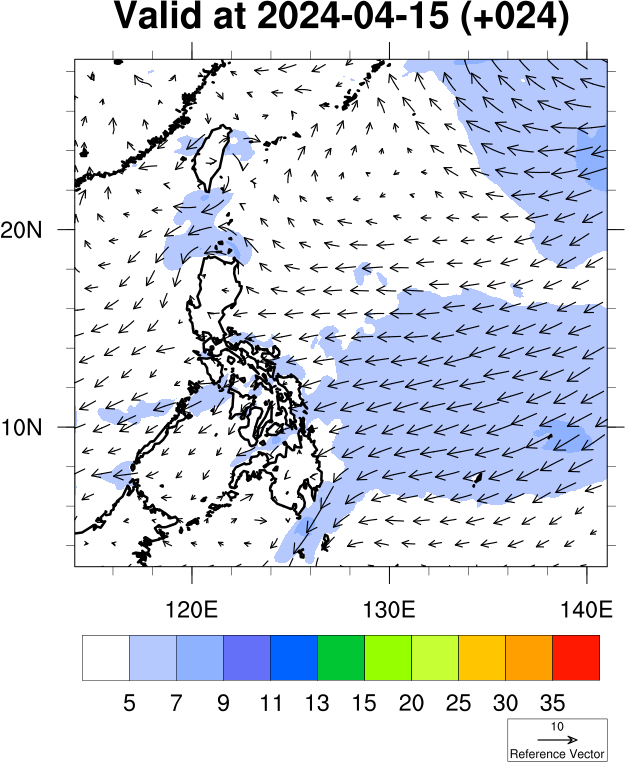 Valid at 2024-04-15 (+024)
20N
10N
120E 130E 140E
5 7 9 11 13 15 20 25 30 35
10
Reference Vector